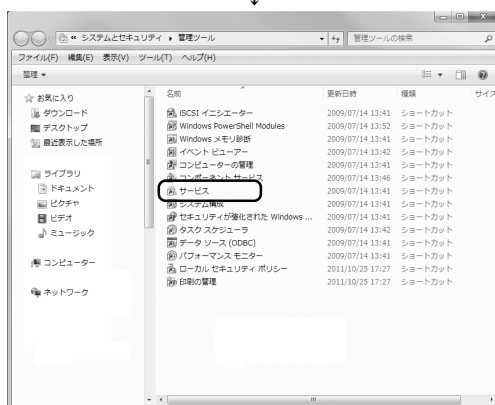 « システムとセキュリティ ▸ 管理ツール 管理ツールの検索
ファイル(F) 編集(E) 表示(V) ツール(T) ヘルプ(H)
整理
名前 更新日時 種類 サイズ
お気に入り
ダウンロード
デスクトップ
最近表示した場所
ライブラリ
ドキュメント
ピクチャ
ビデオ
ミュージック
コンピューター
ネットワーク
iSCSI イニシエーター 2009/07/14 13:41 ショートカット
Windows PowerShell Modules 2009/07/14 13:52 ショートカット
Windows メモリ診断 2009/07/14 13:41 ショートカット
イベント ビューアー 2009/07/14 13:42 ショートカット
コンピューターの管理 2009/07/14 13:41 ショートカット
コンポーネント サービス 2009/07/14 13:46 ショートカット
サービス 2009/07/14 13:41 ショートカット
システム構成 2009/07/14 13:41 ショートカット
セキュリティが強化された Windows ... 2009/07/14 13:41 ショートカット
タスク スケジューラ 2009/07/14 13:42 ショートカット
データ ソース (ODBC) 2009/07/14 13:41 ショートカット
パフォーマンス モニター 2009/07/14 13:41 ショートカット
ローカル セキュリティ ポリシー 2011/10/25 17:27 ショートカット
印刷の管理 2011/10/25 17:27 ショートカット